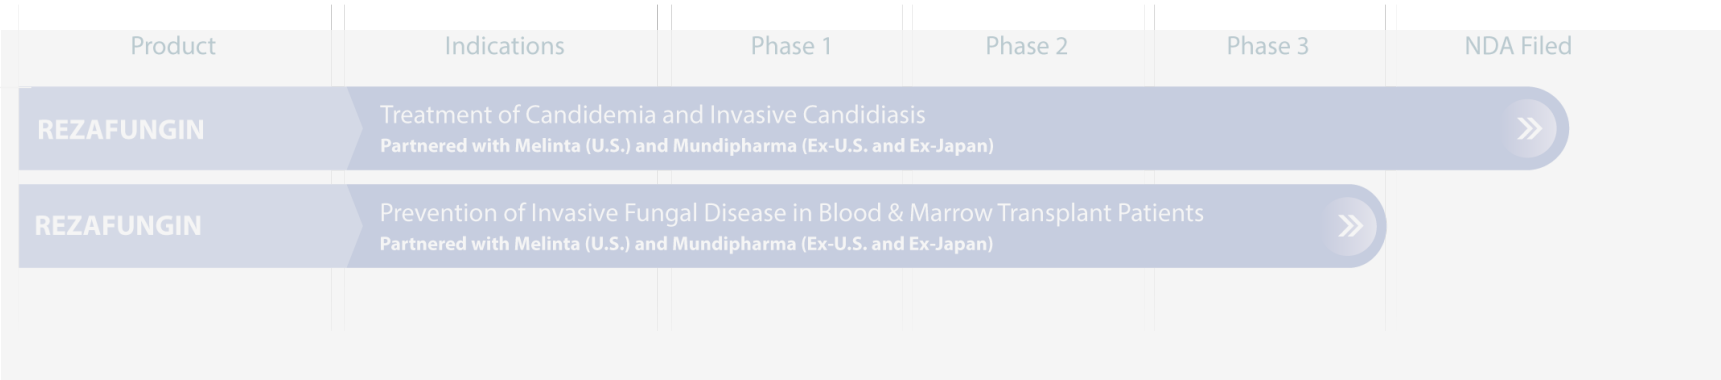 Product Indications Phase 1 Phase 2 Phase 3 NDA Filed
REZAFUNGIN
Treatment of Candidemia and Invasive Candidiasis
Partnered with Melinta (U.S.) and Mundipharma (Ex-U.S. and Ex-Japan)
REZAFUNGIN
Prevention of Invasive Fungal Disease in Blood & Marrow Transplant Patients
Partnered with Melinta (U.S.) and Mundipharma (Ex-U.S. and Ex-Japan)